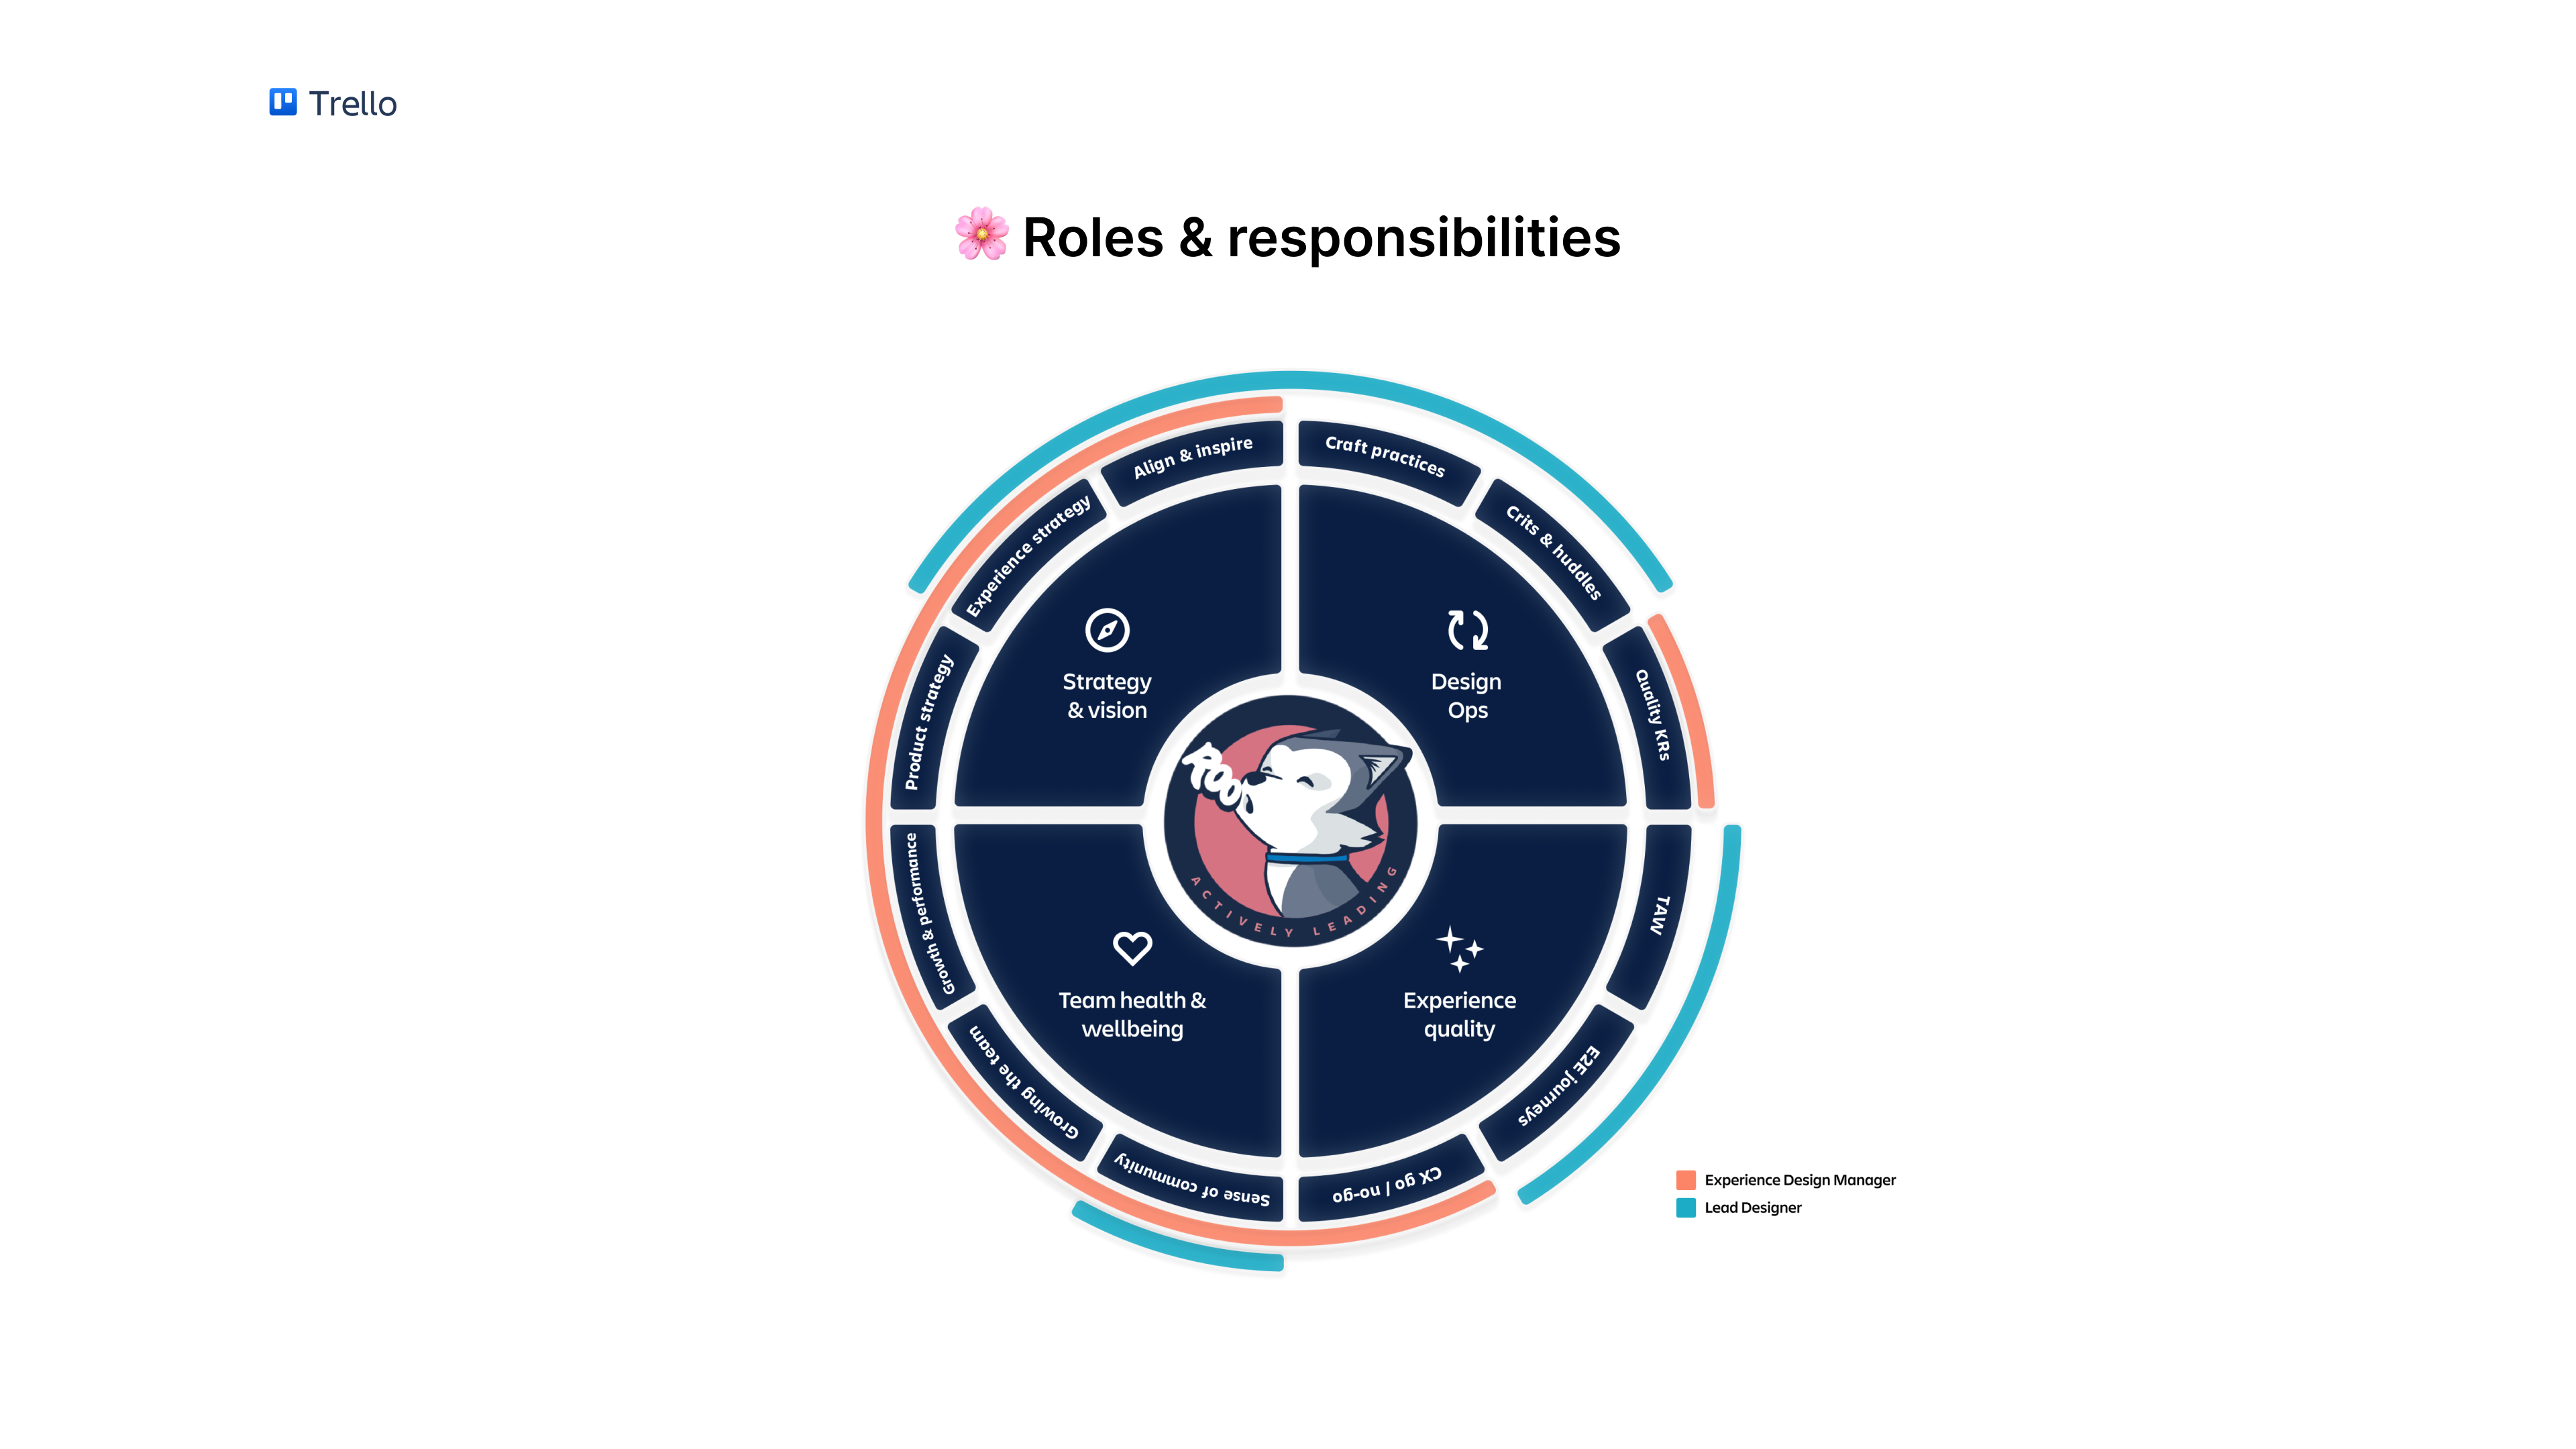 Trello
🌸 Roles & responsibilities
Align & inspire
Craft practices
Experience strategy
Crits & huddles
Product strategy
Quality KRs
Strategy
& vision
Design
Ops
ROO
ACTIVELY LEADING
Growth & performance
TAW
Team health &
wellbeing
Experience
quality
Growing the team
E2E journeys
Sense of community
CX go / no-go
Experience Design Manager
Lead Designer